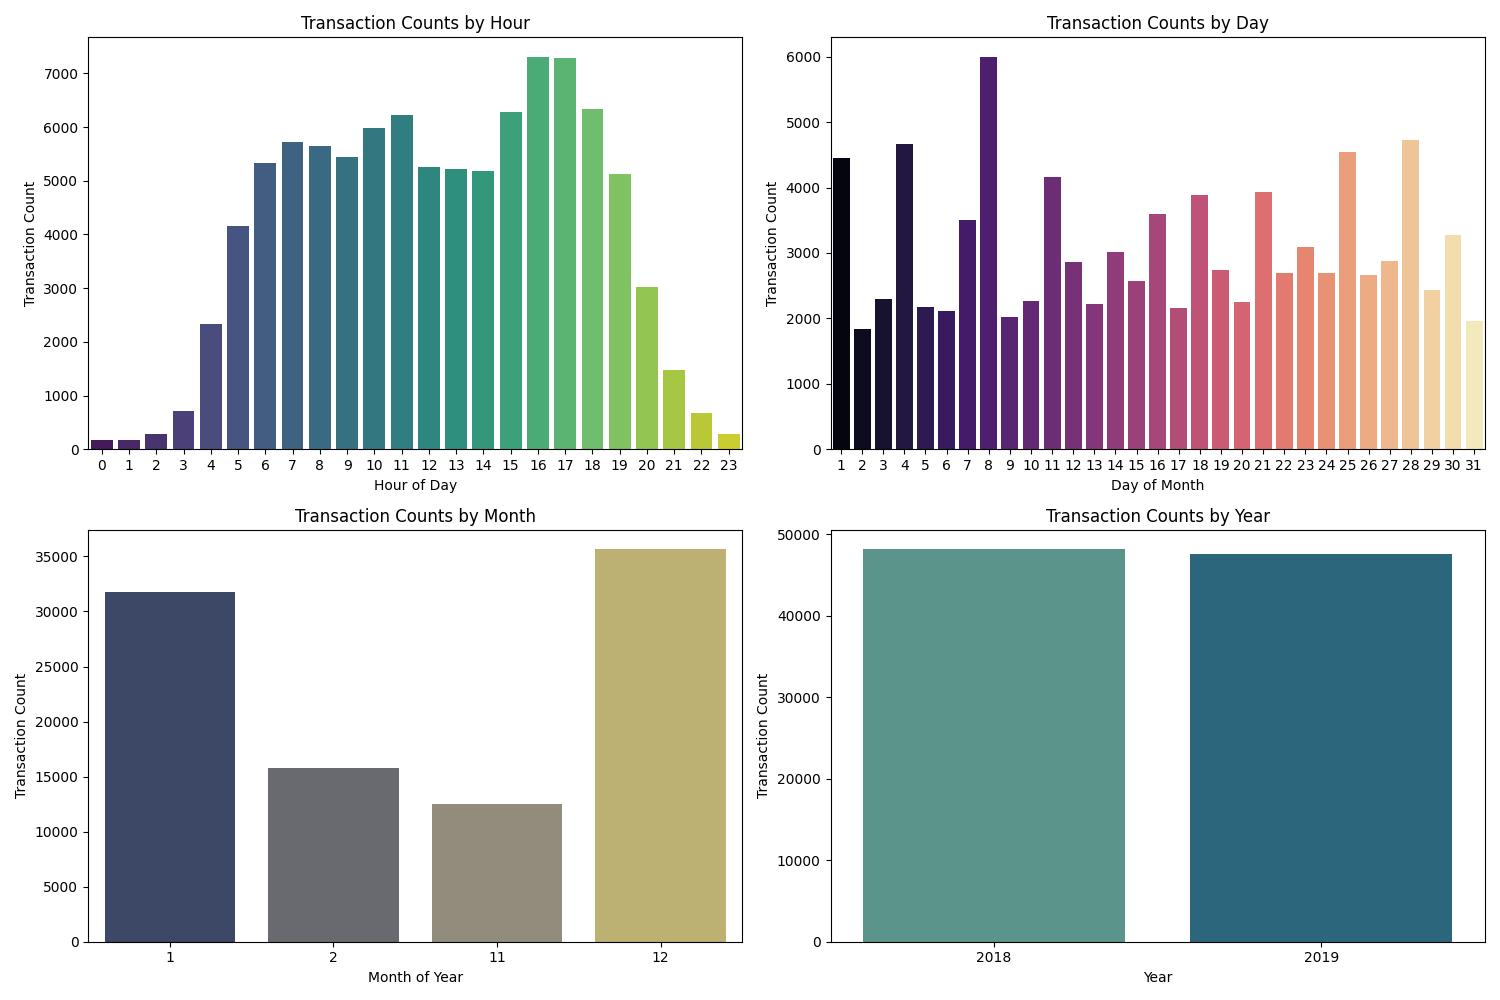 Transaction Counts by Hour
Transaction Count
7000
6000
5000
4000
3000
2000
1000
0
0 1 2 3 4 5 6 7 8 9 10 11 12 13 14 15 16 17 18 19 20 21 22 23
Hour of Day
Transaction Counts by Day
Transaction Count
6000
5000
4000
3000
2000
1000
0
1 2 3 4 5 6 7 8 9 10 11 12 13 14 15 16 17 18 19 20 21 22 23 24 25 26 27 28 29 30 31
Day of Month
Transaction Counts by Month
Transaction Count
35000
30000
25000
20000
15000
10000
5000
0
1 2 11 12
Month of Year
Transaction Counts by Year
Transaction Count
50000
40000
30000
20000
10000
0
2018 2019
Year